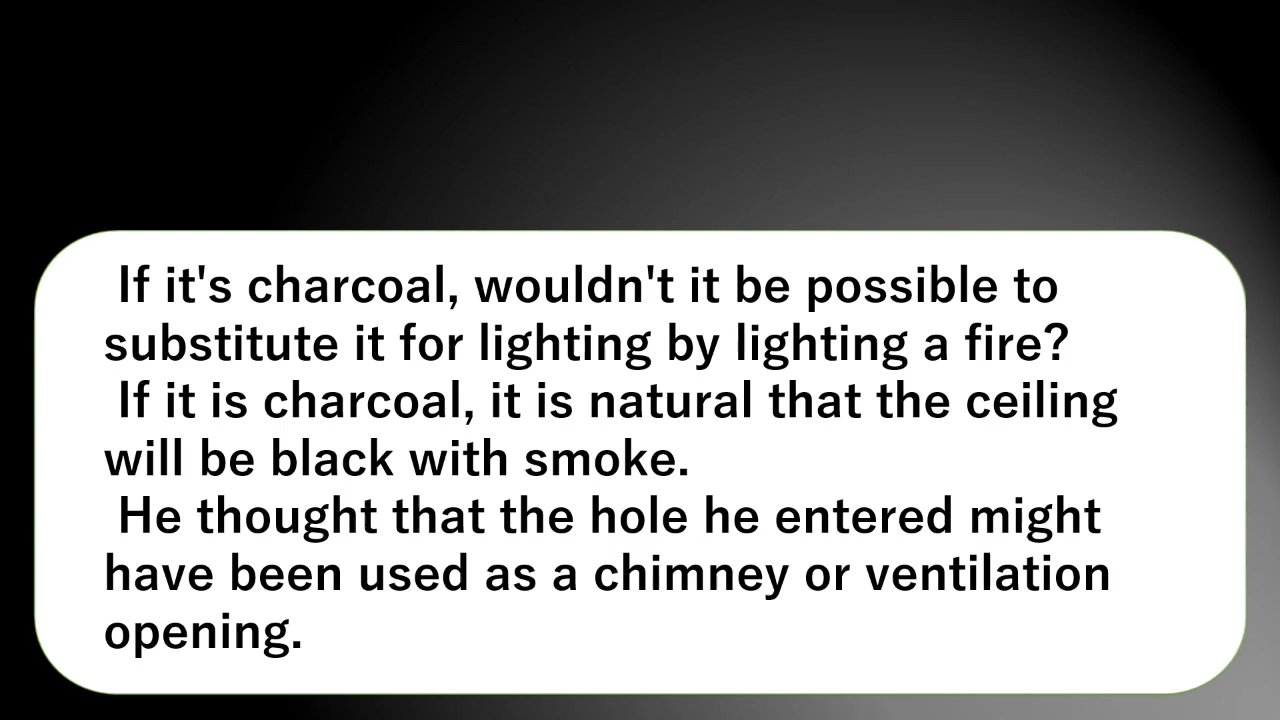 If it's charcoal, wouldn't it be possible to
substitute it for lighting by lighting a fire?
If it is charcoal, it is natural that the ceiling
will be black with smoke.
He thought that the hole he entered might
have been used as a chimney or ventilation
opening.